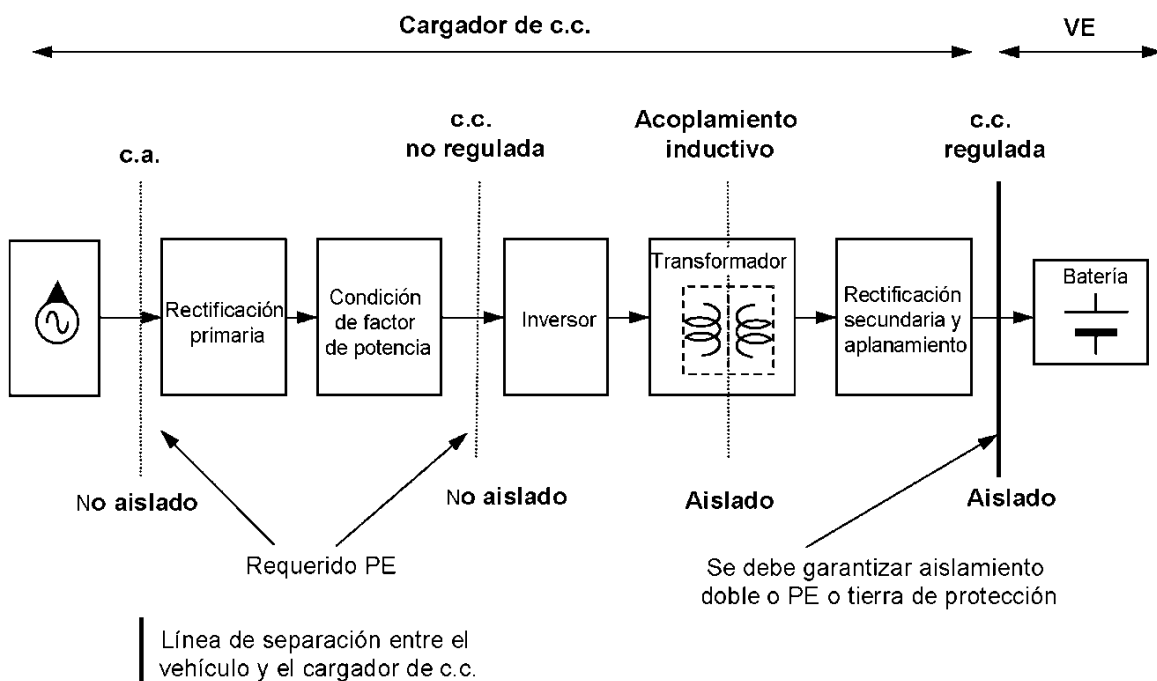 Cargador de c.c.
VE
c.a.
c.c.
no regulada
Acoplamiento
inductivo
c.c.
regulada
Rectificación
primaria
Condición
de factor
de potencia
Inversor
Transformador
Rectificación
secundaria y
aplanamiento
Batería
No aislado
No aislado
Aislado
Aislado
Requerido PE
Se debe garantizar aislamiento
doble o PE o tierra de protección
Línea de separación entre el
vehículo y el cargador de c.c.